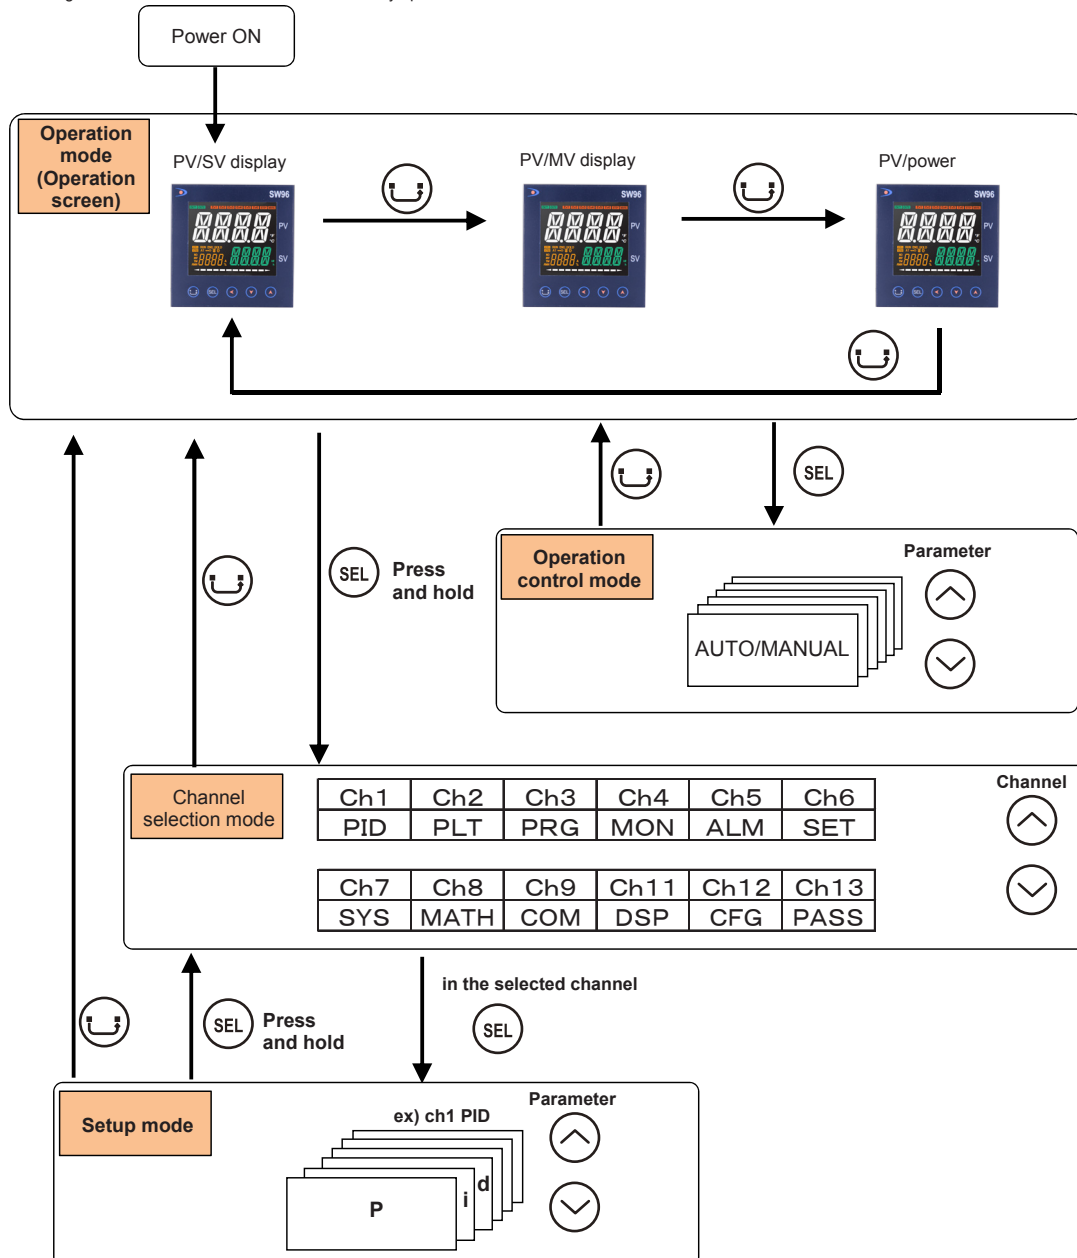 Power ON
Operation
mode
(Operation
screen)
PV/SV display
PV/MV display
PV/power
SW96
PV
SV
SEL
SW96
PV
SV
SEL
SW96
PV
SV
SEL
SEL
SEL
Press
and hold
Operation
control mode
Parameter
AUTO/MANUAL
Channel
selection mode
Channel
Ch1 Ch2 Ch3 Ch4 Ch5 Ch6
PID PLT PRG MON ALM SET
Ch7 Ch8 Ch9 Ch11 Ch12 Ch13
SYS MATH COM DSP CFG PASS
in the selected channel
SEL
SEL
Press
and hold
Setup mode
ex) ch1 PID
Parameter
P
i
d